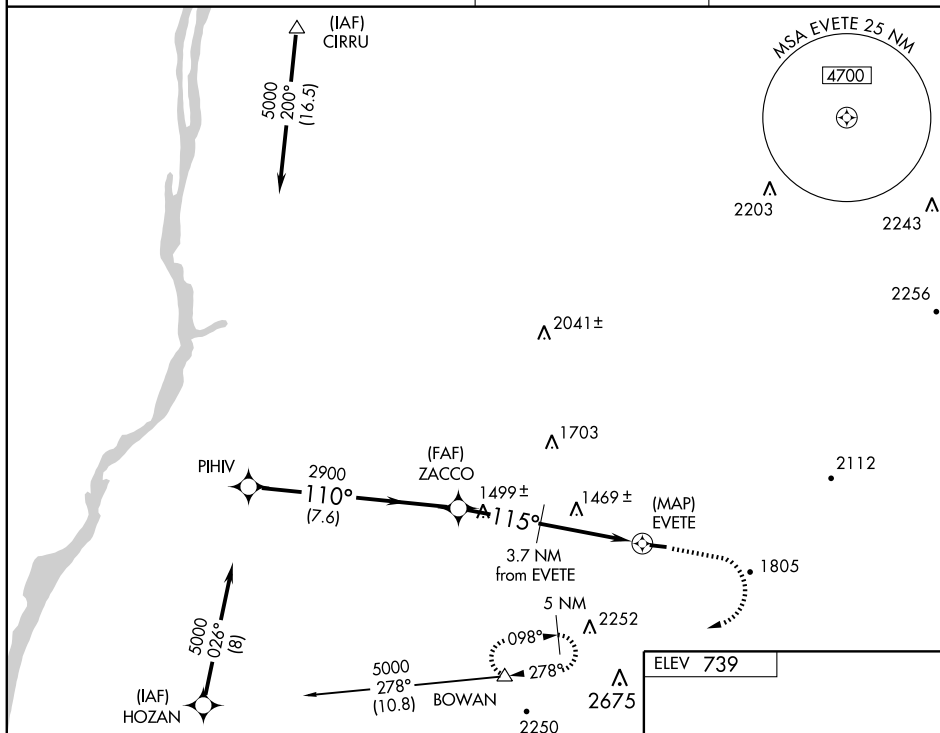 (IAF)
CIRRU
5000
200°
(16.5)
MSA EVETE 25 NM
4700
2203
2243
2256
2041±
1703
2112
PIHIV
2900
110°
(7.6)
(FAF)
ZACCO
1499±
115°
1469±
(MAP)
EVETE
3.7 NM
from EVETE
1805
5 NM
2252
098°
278°
5000
026°
(8)
(IAF)
HOZAN
5000
278°
(10.8)
BOWAN
2250
2675
ELEV 739